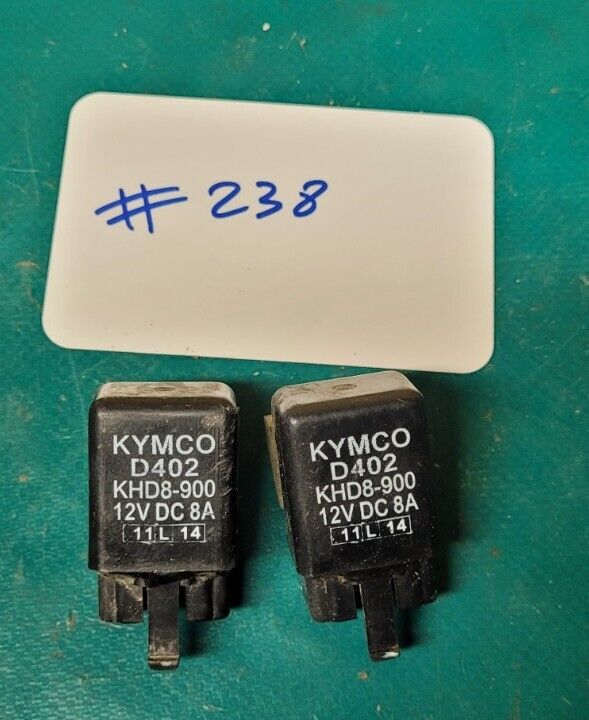 # 238
KYMCO
D402
KHD8-900
12V DC 8A
11 L 14
KYMCO
D402
KHD8-900
12V DC 8A
11 L 14